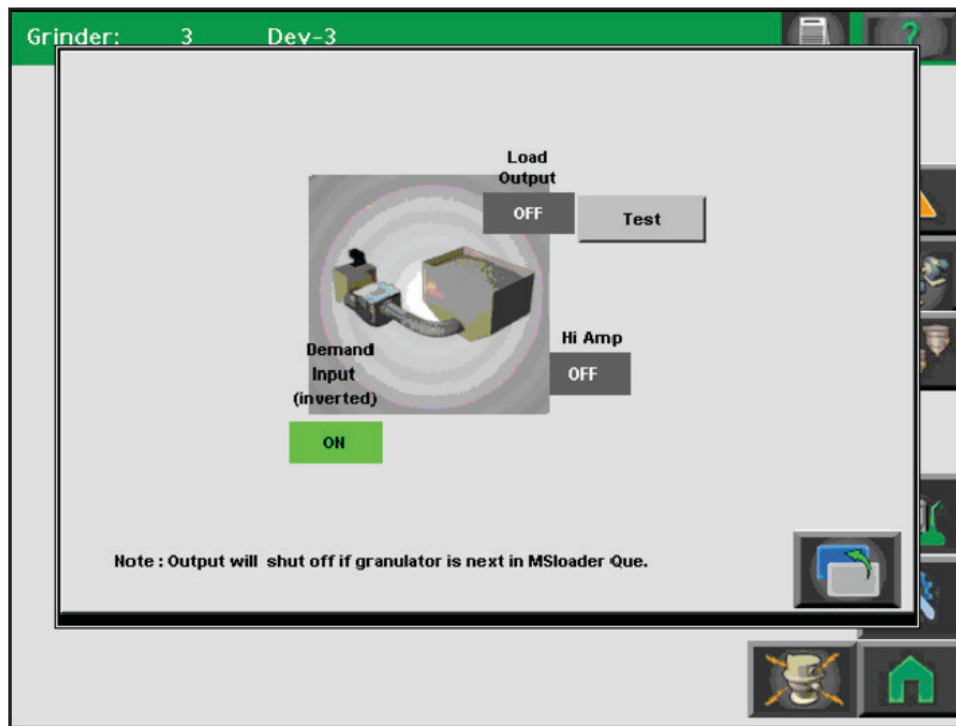 Grinder: 3 Dev-3
?
Load
Output
OFF
Test
Hi Amp
OFF
Demand
Input
(inverted)
ON
Note : Output will shut off if granulator is next in MSloader Que.